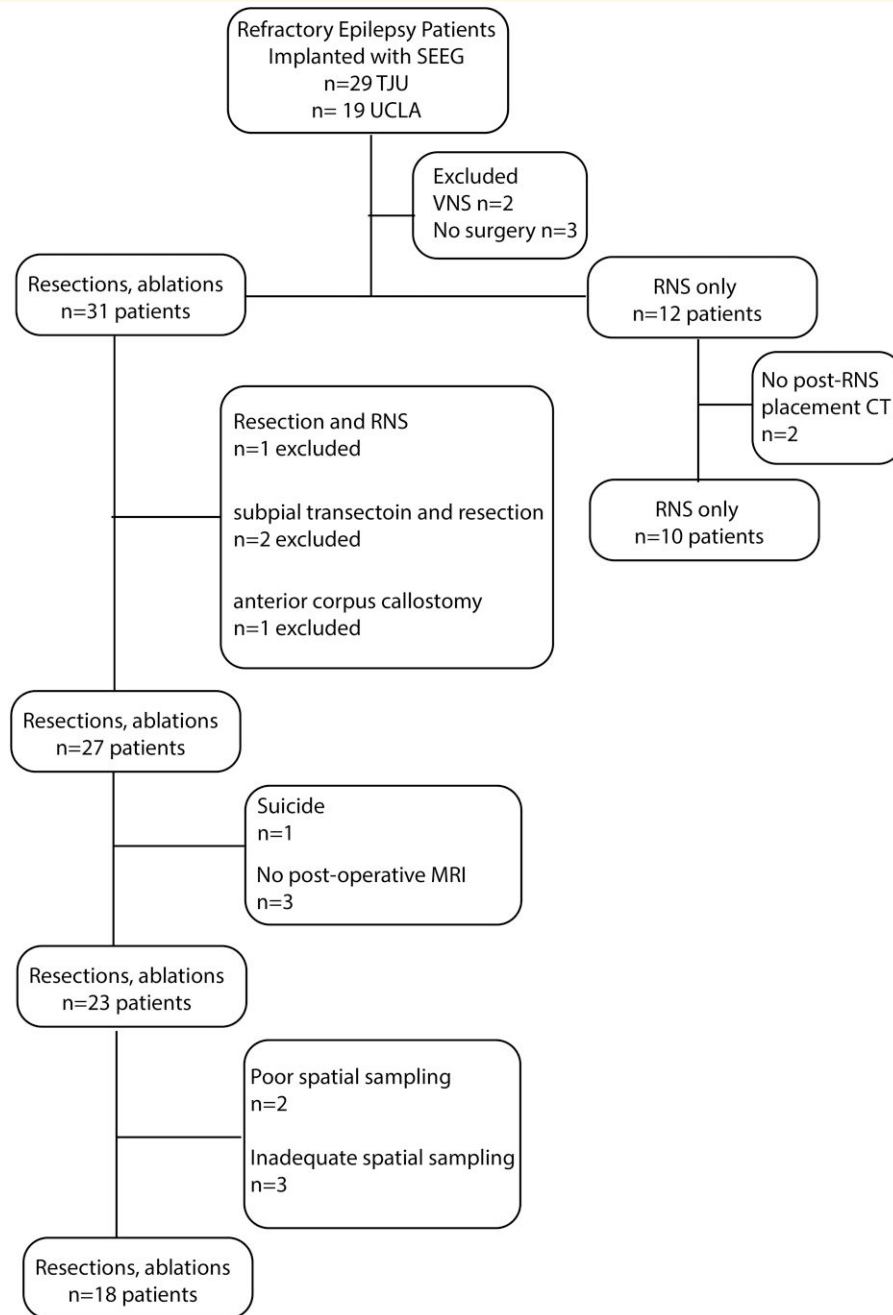 Refractory Epilepsy Patients
Implanted with SEEG
n=29 TJU
n= 19 UCLA
Excluded
VNS n=2
No surgery n=3
Resections, ablations
n=31 patients
RNS only
n=12 patients
No post-RNS
placement CT
n=2
RNS only
n=10 patients
Resection and RNS
n=1 excluded
subpial transectoin and resection
n=2 excluded
anterior corpus callostomy
n=1 excluded
Resections, ablations
n=27 patients
Suicide
n=1
No post-operative MRI
n=3
Resections, ablations
n=23 patients
Poor spatial sampling
n=2
Inadequate spatial sampling
n=3
Resections, ablations
n=18 patients